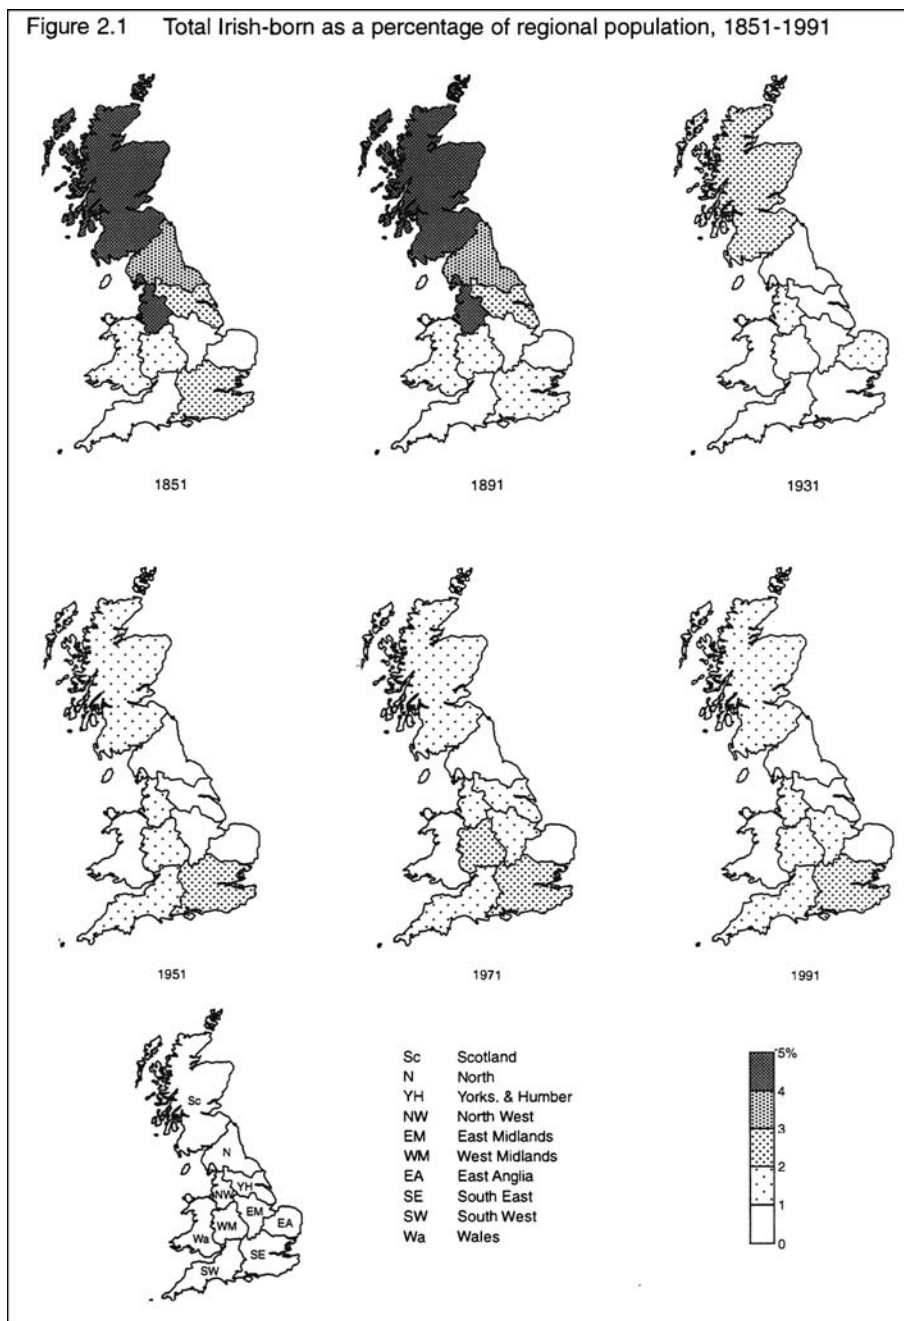 Figure 2.1 Total Irish-born as a percentage of regional population, 1851-1991
1851 1891 1931
1951 1971 1991
Sc Scotland
N North
YH Yorks. & Humber
NW North West
EM East Midlands
WM West Midlands
EA East Anglia
SE South East
SW South West
Wa Wales
Sc
N
YH
NW
EM
EA
WM
Wa
SE
SW
5%
4
3
2
1
0